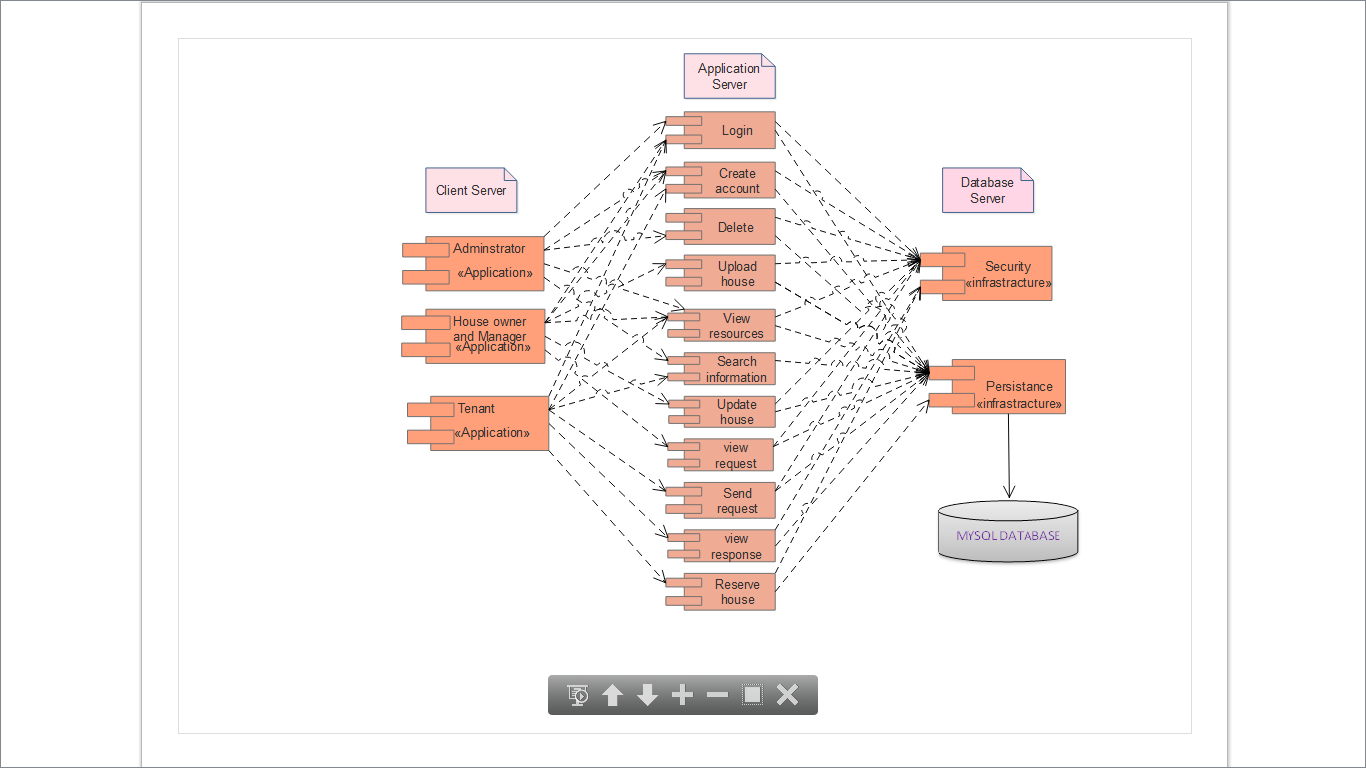 Application
Server
Client Server
Database
Server
Adminstrator
«Application»
House owner
and Manager
«Application»
Tenant
«Application»
Login
Create
account
Delete
Upload
house
View
resources
Search
information
Update
house
view
request
Send
request
view
response
Reserve
house
Security
«infrastracture»
Persistance
«infrastracture»
MYSQL DATABASE